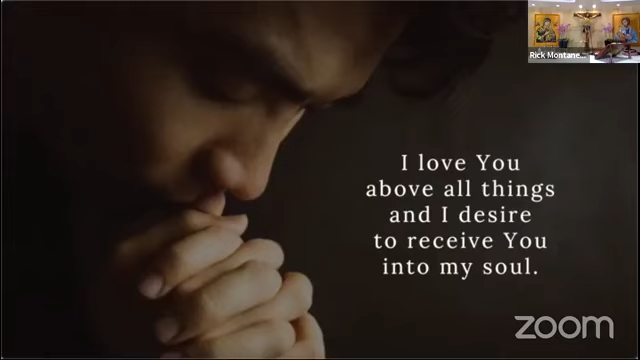 Rick Montane...
I love You
above all things
and I desire
to receive You
into my soul.
zoom